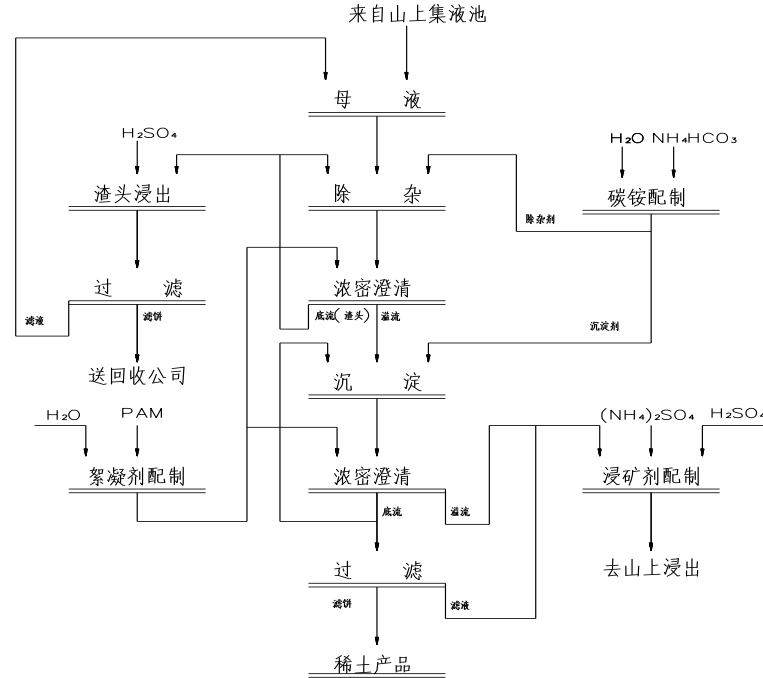 来自山上集液池
母 液
H₂SO₄
H₂O NH₄HCO₃
渣头浸出
除 杂
碳铵配制
除杂剂
过 滤
浓密澄清
滤液
滤饼
底流(渣头)
溢流
沉淀剂
送回收公司
沉 淀
H₂O
PAM
(NH₄)₂SO₄
H₂SO₄
絮凝剂配制
浓密澄清
浸矿剂配制
底流
溢流
过 滤
去山上浸出
滤饼
滤液
稀土产品